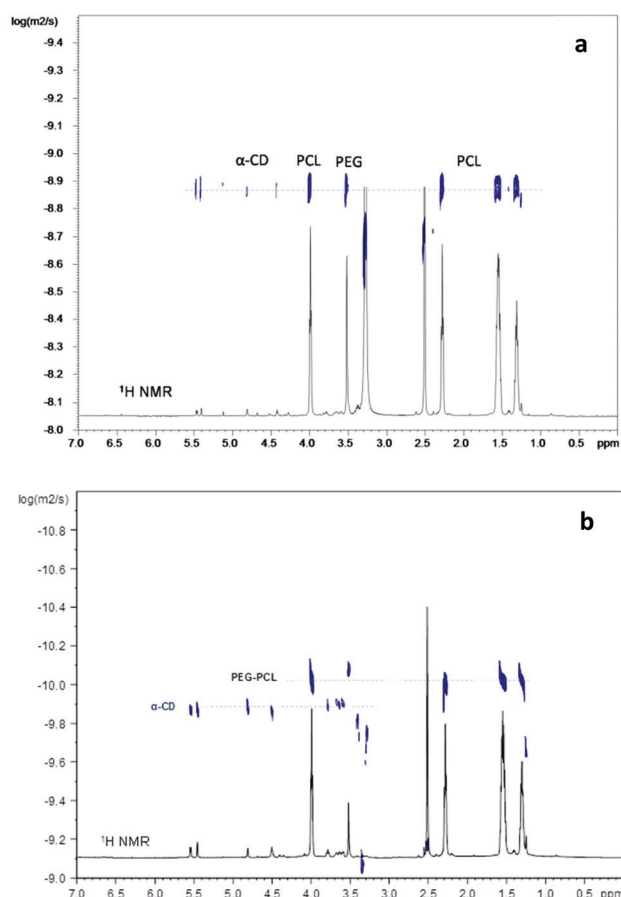 log(m2/s)
a
-9.4
-9.3
-9.2
-9.1
-9.0
α-CD PCL PEG PCL
-8.9
-8.8
-8.7
-8.6
-8.5
-8.4
-8.3
-8.2
¹H NMR
-8.1
-8.0
7.0 6.5 6.0 5.5 5.0 4.5 4.0 3.5 3.0 2.5 2.0 1.5 1.0 0.5 ppm
log(m2/s)
b
-10.8
-10.6
-10.4
-10.2
PEG-PCL
-10.0
α-CD
-9.8
-9.6
-9.4
-9.2
¹H NMR
-9.0
7.0 6.5 6.0 5.5 5.0 4.5 4.0 3.5 3.0 2.5 2.0 1.5 1.0 0.5 ppm